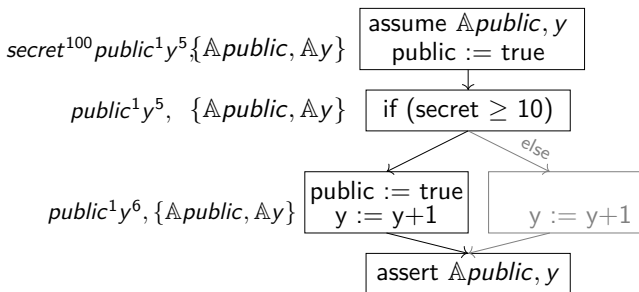 assume 𝔸public, y
secret¹⁰⁰public¹y⁵,{𝔸public, 𝔸y}
public := true
public¹y⁵, {𝔸public, 𝔸y}
if (secret ≥ 10)
else
public := true
public¹y⁶, {𝔸public, 𝔸y}
y := y+1
y := y+1
assert 𝔸public, y